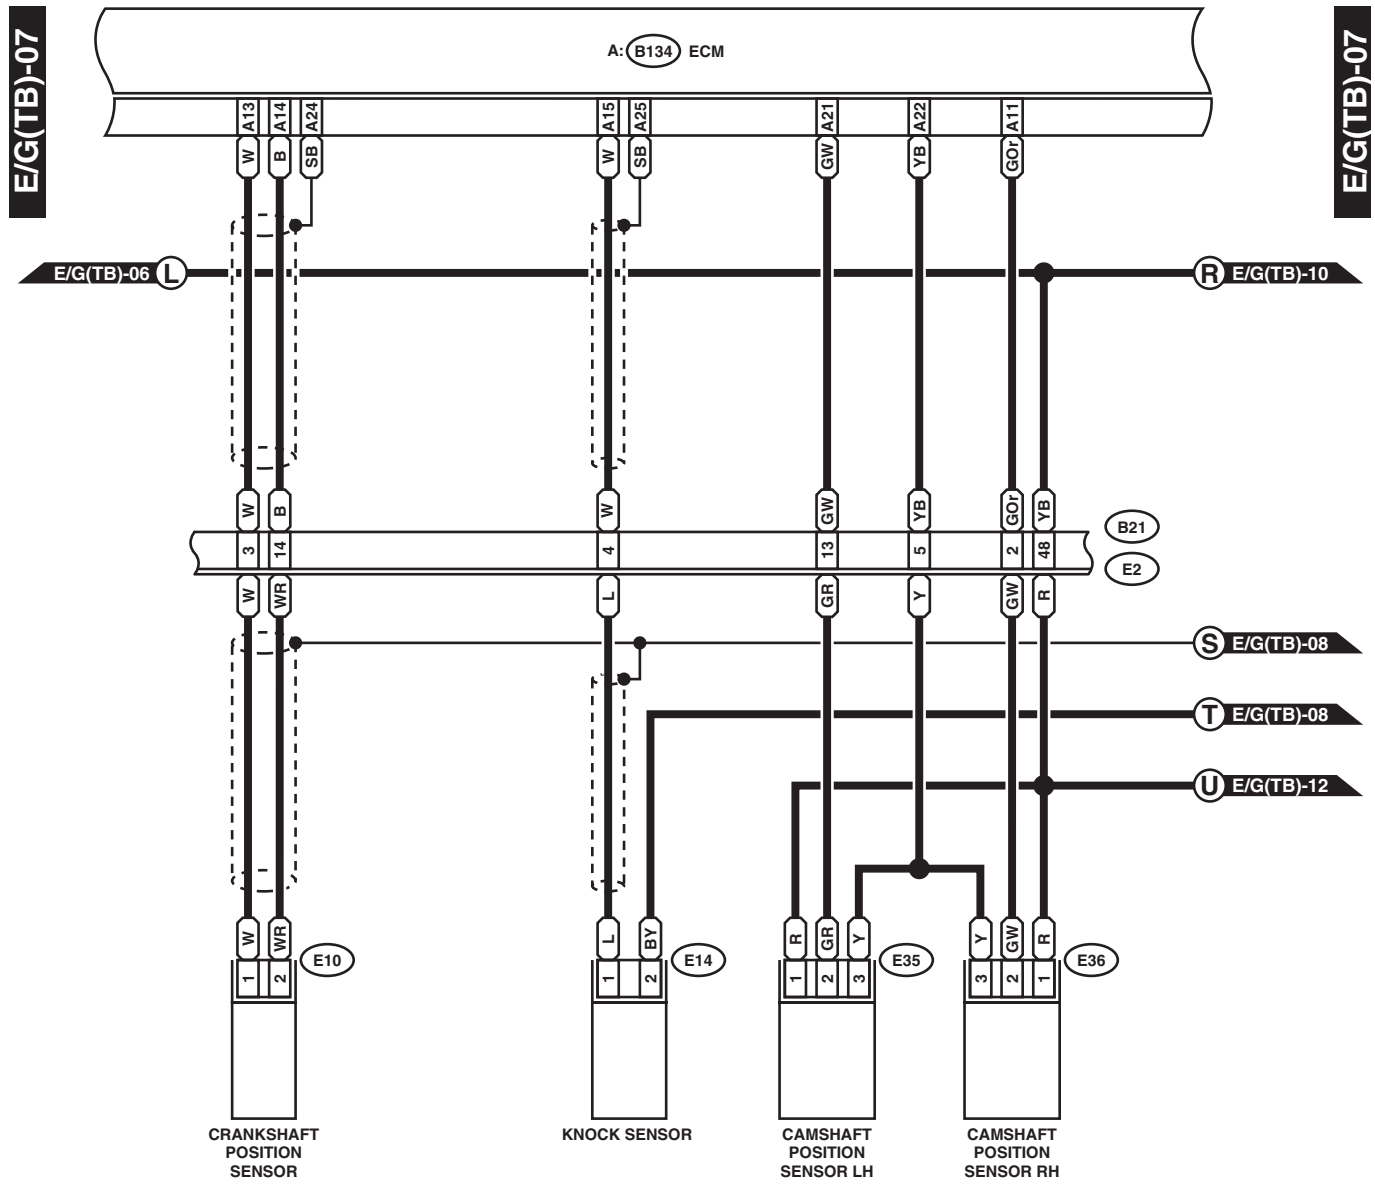 E/G(TB)-07
E/G(TB)-07
A: B134 ECM
A13 A14 A24 A15 A25 A21 A22 A11
W B SB W SB GW YB GOr
E/G(TB)-06 L
R E/G(TB)-10
W B W GW YB GOr YB
B21
3 14 4 13 5 2 48
E2
W WR L GR Y GW R
S E/G(TB)-08
T E/G(TB)-08
U E/G(TB)-12
W WR L BY R GR Y Y GW R
E10 E14 E35 E36
1 2 1 2 1 2 3 3 2 1
CRANKSHAFT
POSITION
SENSOR
KNOCK SENSOR
CAMSHAFT
POSITION
SENSOR LH
CAMSHAFT
POSITION
SENSOR RH